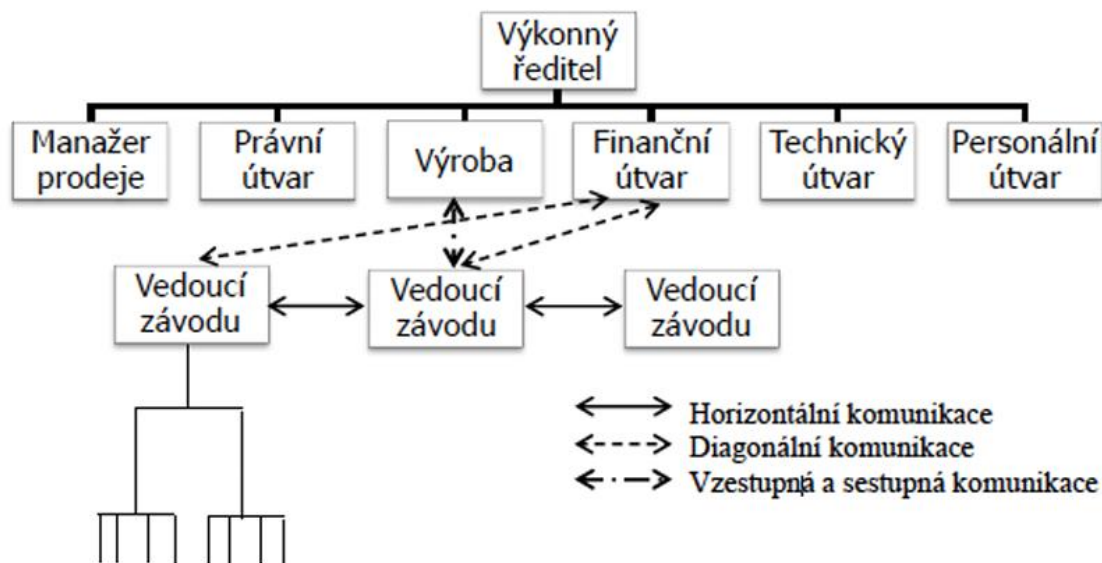 Výkonný
ředitel
Manažer
prodeje
Právní
útvar
Výroba
Finanční
útvar
Technický
útvar
Personální
útvar
Vedoucí
závodu
Vedoucí
závodu
Vedoucí
závodu
Horizontální komunikace
Diagonální komunikace
Vzestupná a sestupná komunikace